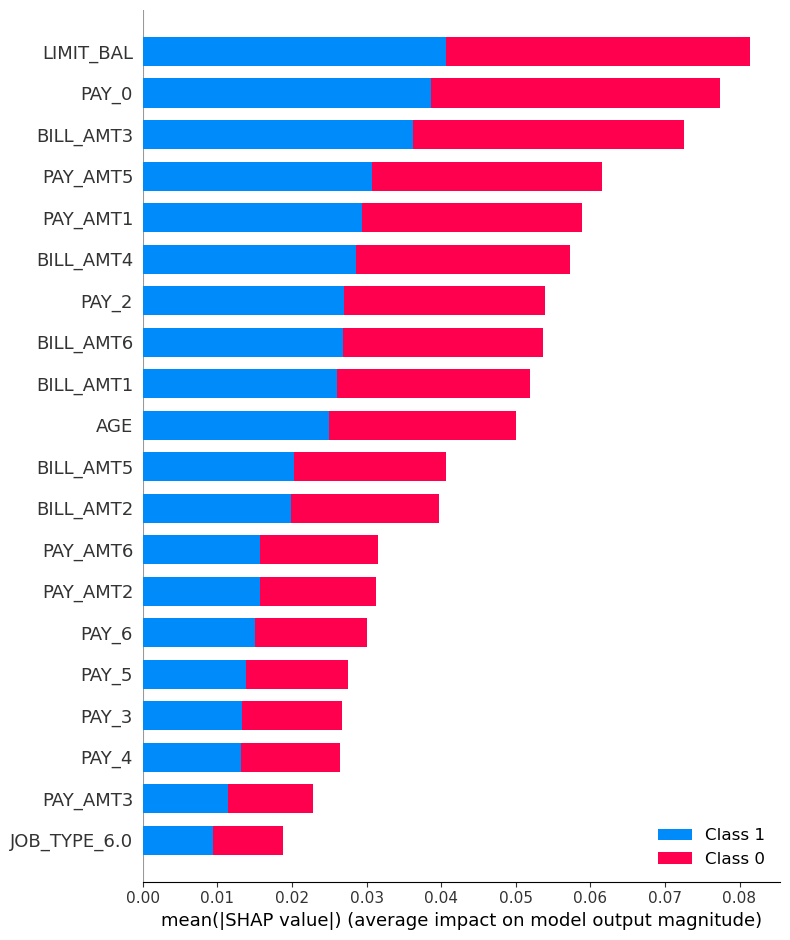 LIMIT_BAL
PAY_0
BILL_AMT3
PAY_AMT5
PAY_AMT1
BILL_AMT4
PAY_2
BILL_AMT6
BILL_AMT1
AGE
BILL_AMT5
BILL_AMT2
PAY_AMT6
PAY_AMT2
PAY_6
PAY_5
PAY_3
PAY_4
PAY_AMT3
JOB_TYPE_6.0
Class 1
Class 0
0.00 0.01 0.02 0.03 0.04 0.05 0.06 0.07 0.08
mean(|SHAP value|) (average impact on model output magnitude)